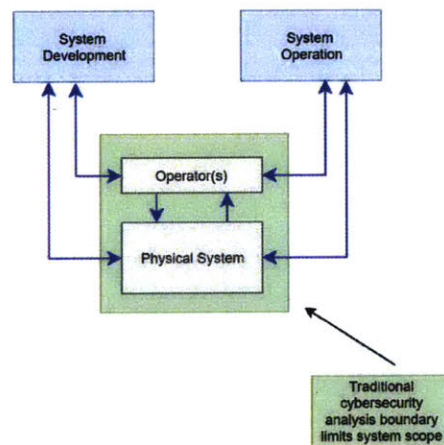 System
Development
System
Operation
Operator(s)
Physical System
Traditional
cybersecurity
analysis boundary
limits system scope